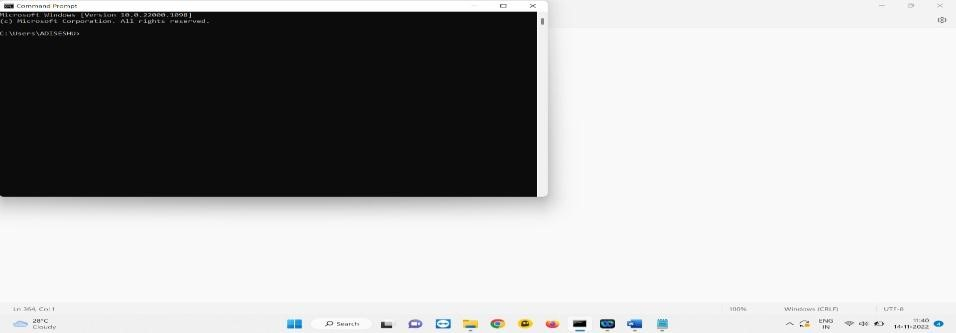 Command Prompt
Microsoft Windows [Version 10.0.22000.1098]
(c) Microsoft Corporation. All rights reserved.
C:\Users\ADISESHU>
Ln 364, Col 1
100%
Windows (CRLF)
UTF-8
28°C
Cloudy
Search
ENG
IN
11:40
14-11-2022